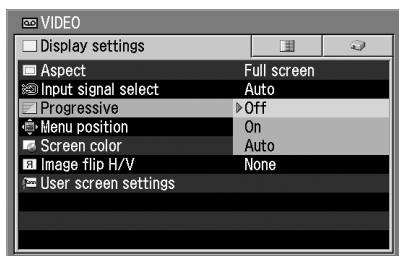 VIDEO
Display settings
Aspect Full screen
Input signal select Auto
Progressive Off
On
Menu position
Screen color Auto
Image flip H/V None
User screen settings